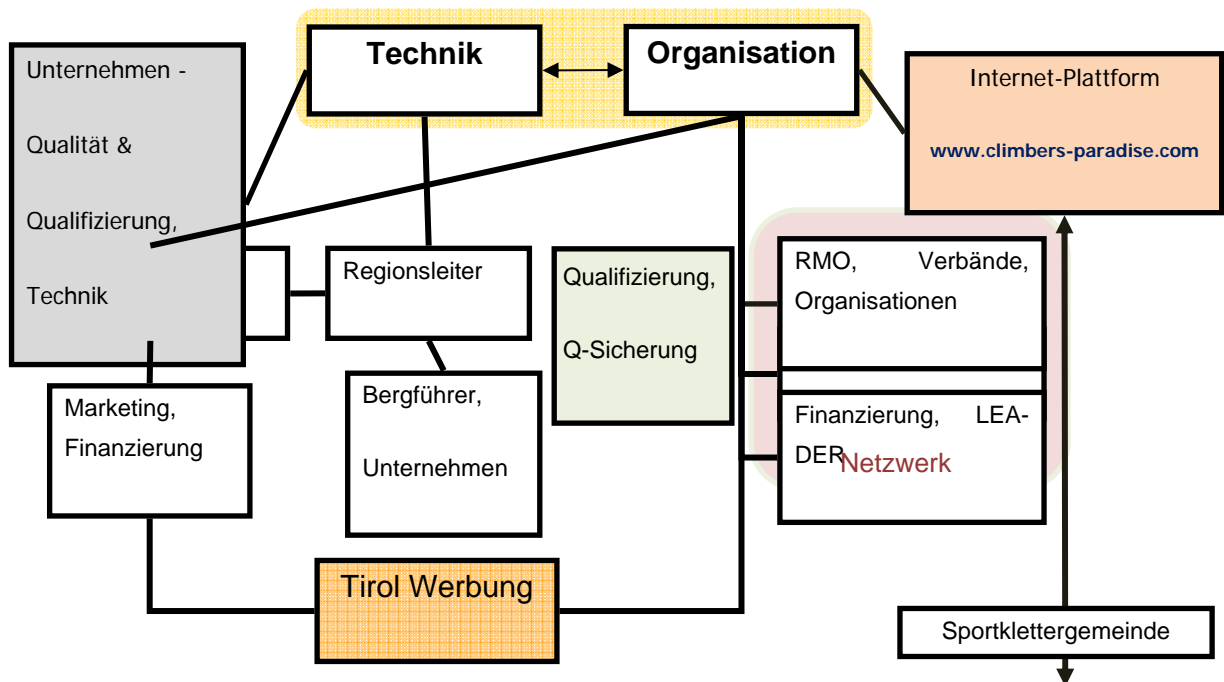 Technik
Organisation
Unternehmen -
Qualität &
Qualifizierung,
Technik
Internet-Plattform
www.climbers-paradise.com
Regionsleiter
Qualifizierung,
Q-Sicherung
RMO, Verbände,
Organisationen
Marketing,
Finanzierung
Bergführer,
Unternehmen
Finanzierung, LEA-
DER
Netzwerk
Tirol Werbung
Sportklettergemeinde